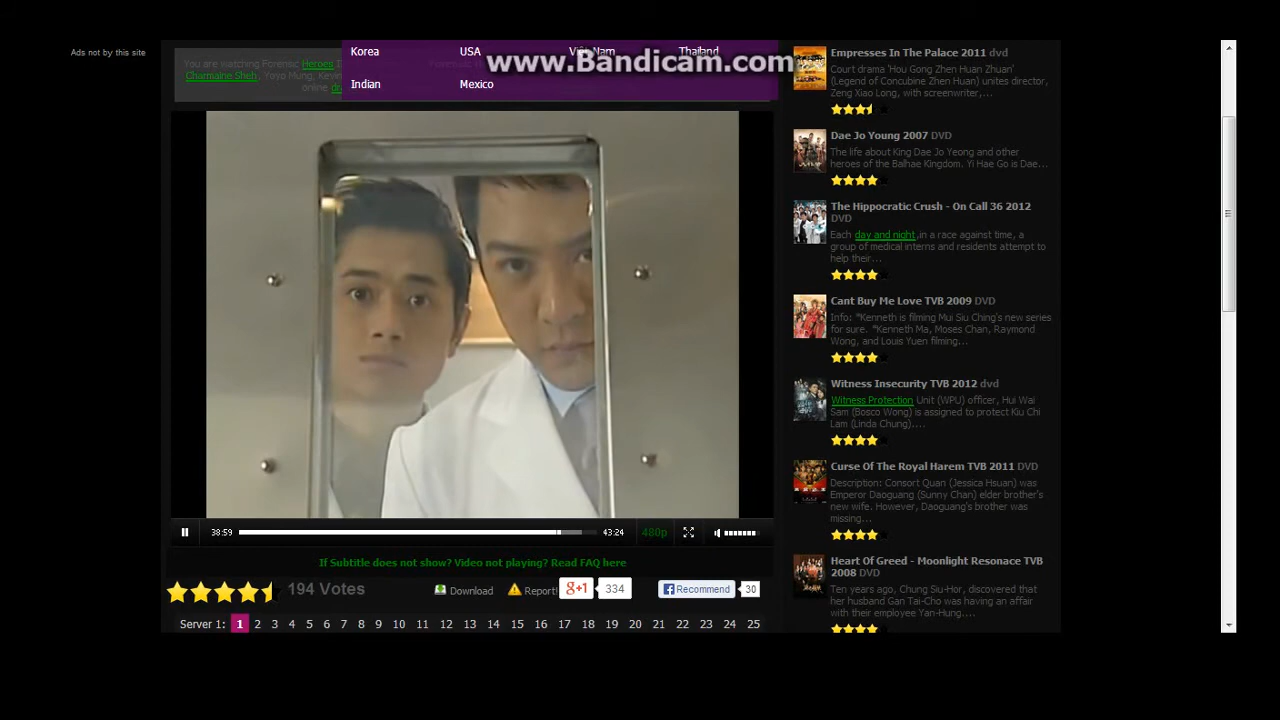 Ads not by this site
Korea
USA
Viet Nam
Thailand
Indian
Mexico
www.Bandicam.com
You are watching Forensic Heroes
Charmaine Sheh, Yoyo Mung,
online
38:59
43:24
480p
If Subtitle does not show? Video not playing? Read FAQ here
194 Votes
Download
Report!
g+1
334
Recommend
30
Server 1: 1 2 3 4 5 6 7 8 9 10 11 12 13 14 15 16 17 18 19 20 21 22 23 24 25
Empresses In The Palace 2011 dvd
Court drama 'Hou Gong Zhen Huan Zhuan'
(Legend of Concubine Zhen Huan) unites director,
Zeng Xiao Long, with screenwriter,...
Dae Jo Young 2007 DVD
The life about King Dae Jo Yeong and other
heroes of the Balhae Kingdom. Yi Hae Go is Dae...
The Hippocratic Crush - On Call 36 2012
DVD
Each day and night,in a race against time, a
group of medical interns and residents attempt to
help their...
Cant Buy Me Love TVB 2009 DVD
Info: *Kenneth is filming Mui Siu Ching's new series
for sure. *Kenneth Ma, Moses Chan, Raymond
Wong, and Louis Yuen filming...
Witness Insecurity TVB 2012 dvd
Witness Protection Unit (WPU) officer, Hui Wai
Sam (Bosco Wong) is assigned to protect Kiu Chi
Lam (Linda Chung)....
Curse Of The Royal Harem TVB 2011 DVD
Description: Consort Quan (Jessica Hsuan) was
Emperor Daoguang (Sunny Chan) elder brother's
new wife. However, Daoguang's brother was
missing...
Heart Of Greed - Moonlight Resonace TVB
2008 DVD
Ten years ago, Chung Siu-Hor, discovered that
her husband Gan Tai-Cho was having an affair
with their employee Yan-Hung....